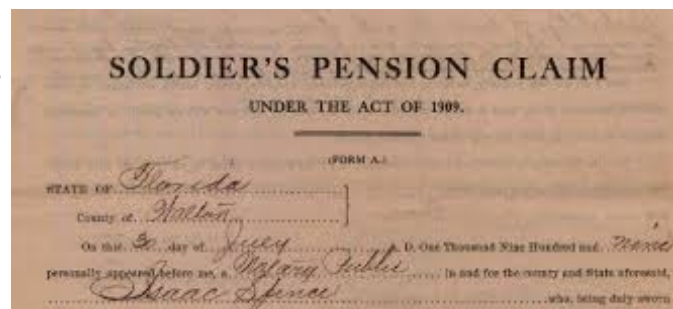 SOLDIER'S PENSION CLAIM
UNDER THE ACT OF 1909.
(FORM A.)
STATE OF Florida
County of Walton
On this 30 day of July A. D. One Thousand Nine Hundred and nine
personally appeared before me, a Notary Public in and for the county and State aforesaid,
Isaac Spence who, being duly sworn